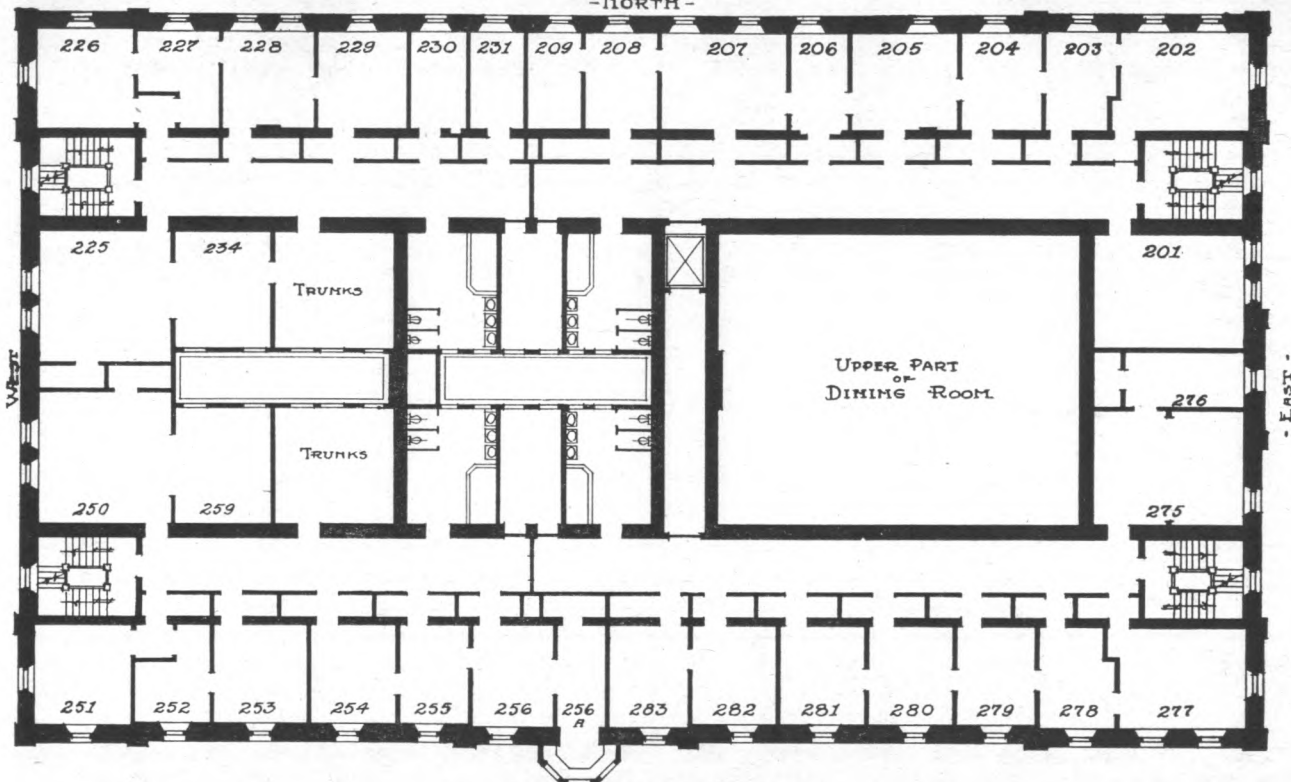 -NORTH-
226 227 228 229 230 231 209 208 207 206 205 204 203 202
225 234 TRUNKS 201
WEST
UPPER PART
OF
DINING ROOM
276
- EAST -
TRUNKS
250 259 275
251 252 253 254 255 256 256 A 283 282 281 280 279 278 277